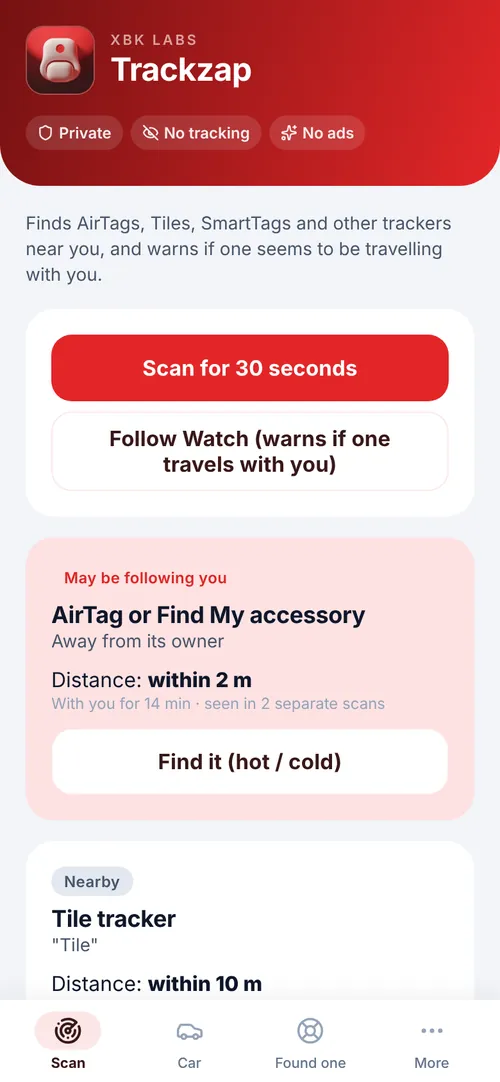 XBK LABS
Trackzap
Private
No tracking
No ads
Finds AirTags, Tiles, SmartTags and other trackers
near you, and warns if one seems to be travelling
with you.
Scan for 30 seconds
Follow Watch (warns if one
travels with you)
May be following you
AirTag or Find My accessory
Away from its owner
Distance: within 2 m
With you for 14 min · seen in 2 separate scans
Find it (hot / cold)
Nearby
Tile tracker
"Tile"
Distance: within 10 m
Scan
Car
Found one
More